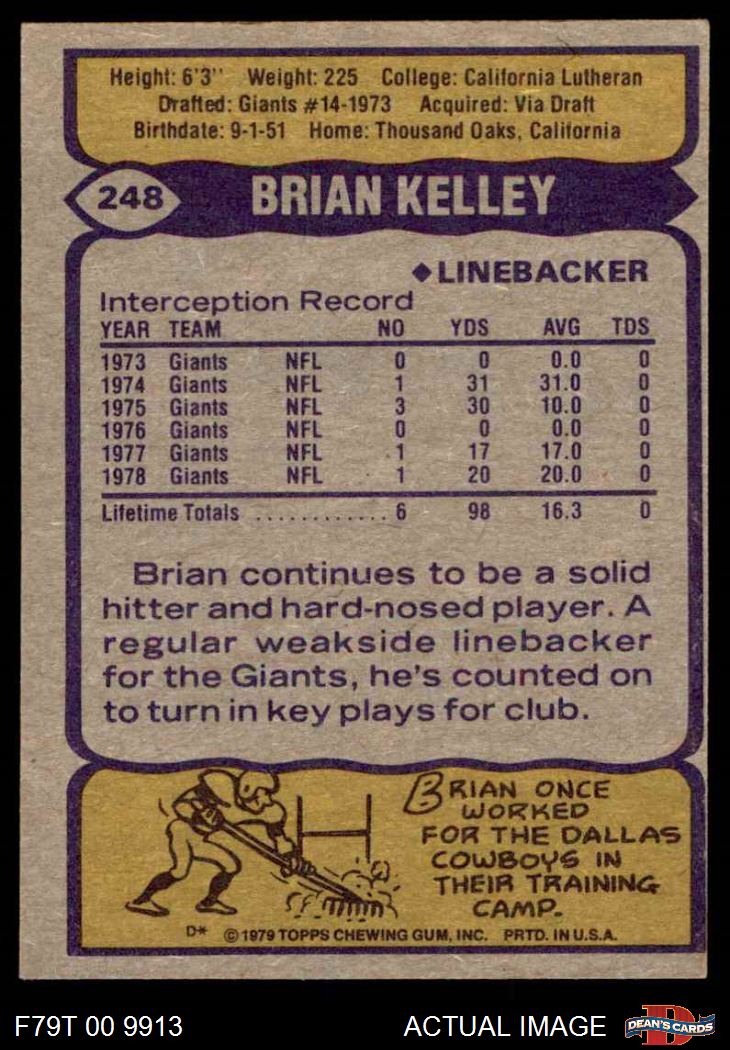 Height: 6'3'' Weight: 225 College: California Lutheran
Drafted: Giants #14-1973 Acquired: Via Draft
Birthdate: 9-1-51 Home: Thousand Oaks, California
248 BRIAN KELLEY
◆LINEBACKER
Interception Record
YEAR TEAM NO YDS AVG TDS
1973 Giants NFL 0 0 0.0 0
1974 Giants NFL 1 31 31.0 0
1975 Giants NFL 3 30 10.0 0
1976 Giants NFL 0 0 0.0 0
1977 Giants NFL 1 17 17.0 0
1978 Giants NFL 1 20 20.0 0
Lifetime Totals ............ 6 98 16.3 0
Brian continues to be a solid
hitter and hard-nosed player. A
regular weakside linebacker
for the Giants, he's counted on
to turn in key plays for club.
BRIAN ONCE
WORKED
FOR THE DALLAS
COWBOYS IN
THEIR TRAINING
CAMP.
D* ©1979 TOPPS CHEWING GUM, INC. PRTD. IN U.S.A.
F79T 00 9913 ACTUAL IMAGE D DEAN'S CARDS